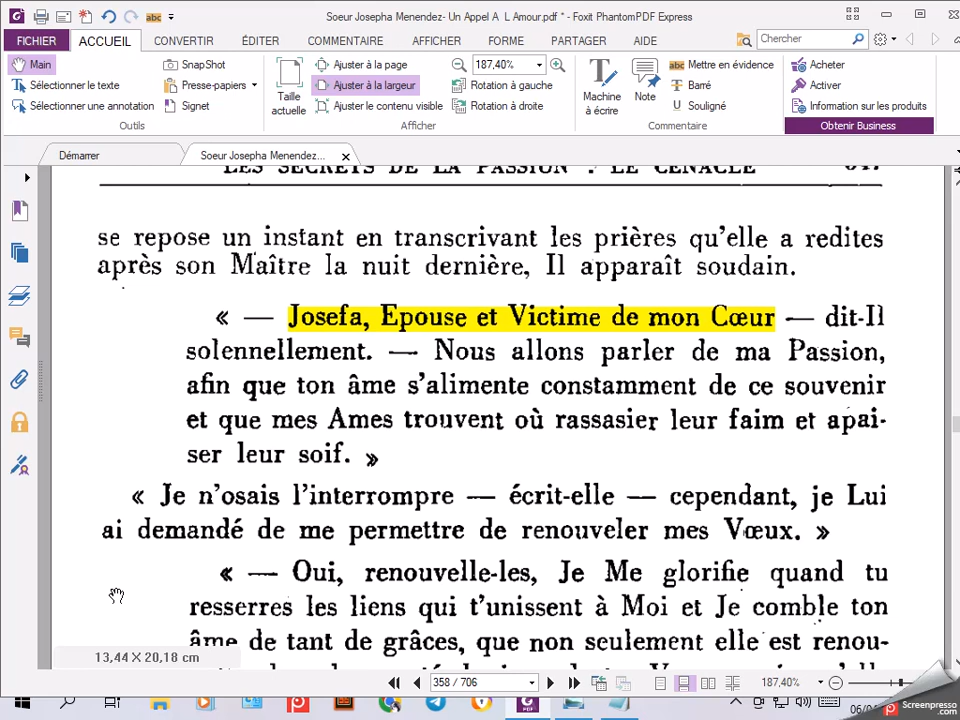 Soeur Josepha Menendez- Un Appel A L Amour.pdf * - Foxit PhantomPDF Express
FICHIER ACCUEIL CONVERTIR ÉDITER COMMENTAIRE AFFICHER FORME PARTAGER AIDE Chercher
Main
Sélectionner le texte
Sélectionner une annotation
Outils
SnapShot
Presse-papiers
Signet
Taille actuelle
Ajuster à la page
Ajuster à la largeur
Ajuster le contenu visible
187,40%
Rotation à gauche
Rotation à droite
Afficher
Machine à écrire
Note
Mettre en évidence
Barré
Souligné
Commentaire
Acheter
Activer
Information sur les produits
Obtenir Business
Démarrer Soeur Josepha Menendez...
LES SECRETS DE LA PASSION : LE CENACLE
se repose un instant en transcrivant les prières qu'elle a redites
après son Maître la nuit dernière, Il apparaît soudain.
« — Josefa, Epouse et Victime de mon Cœur — dit-Il
solennellement. — Nous allons parler de ma Passion,
afin que ton âme s'alimente constamment de ce souvenir
et que mes Ames trouvent où rassasier leur faim et apai-
ser leur soif. »
« Je n'osais l'interrompre — écrit-elle — cependant, je Lui
ai demandé de me permettre de renouveler mes Vœux. »
« — Oui, renouvelle-les, Je Me glorifie quand tu
resserres les liens qui t'unissent à Moi et Je comble ton
âme de tant de grâces, que non seulement elle est renou-
13,44 X 20,18 cm
358 / 706
187,40%
Screenpresso
.com